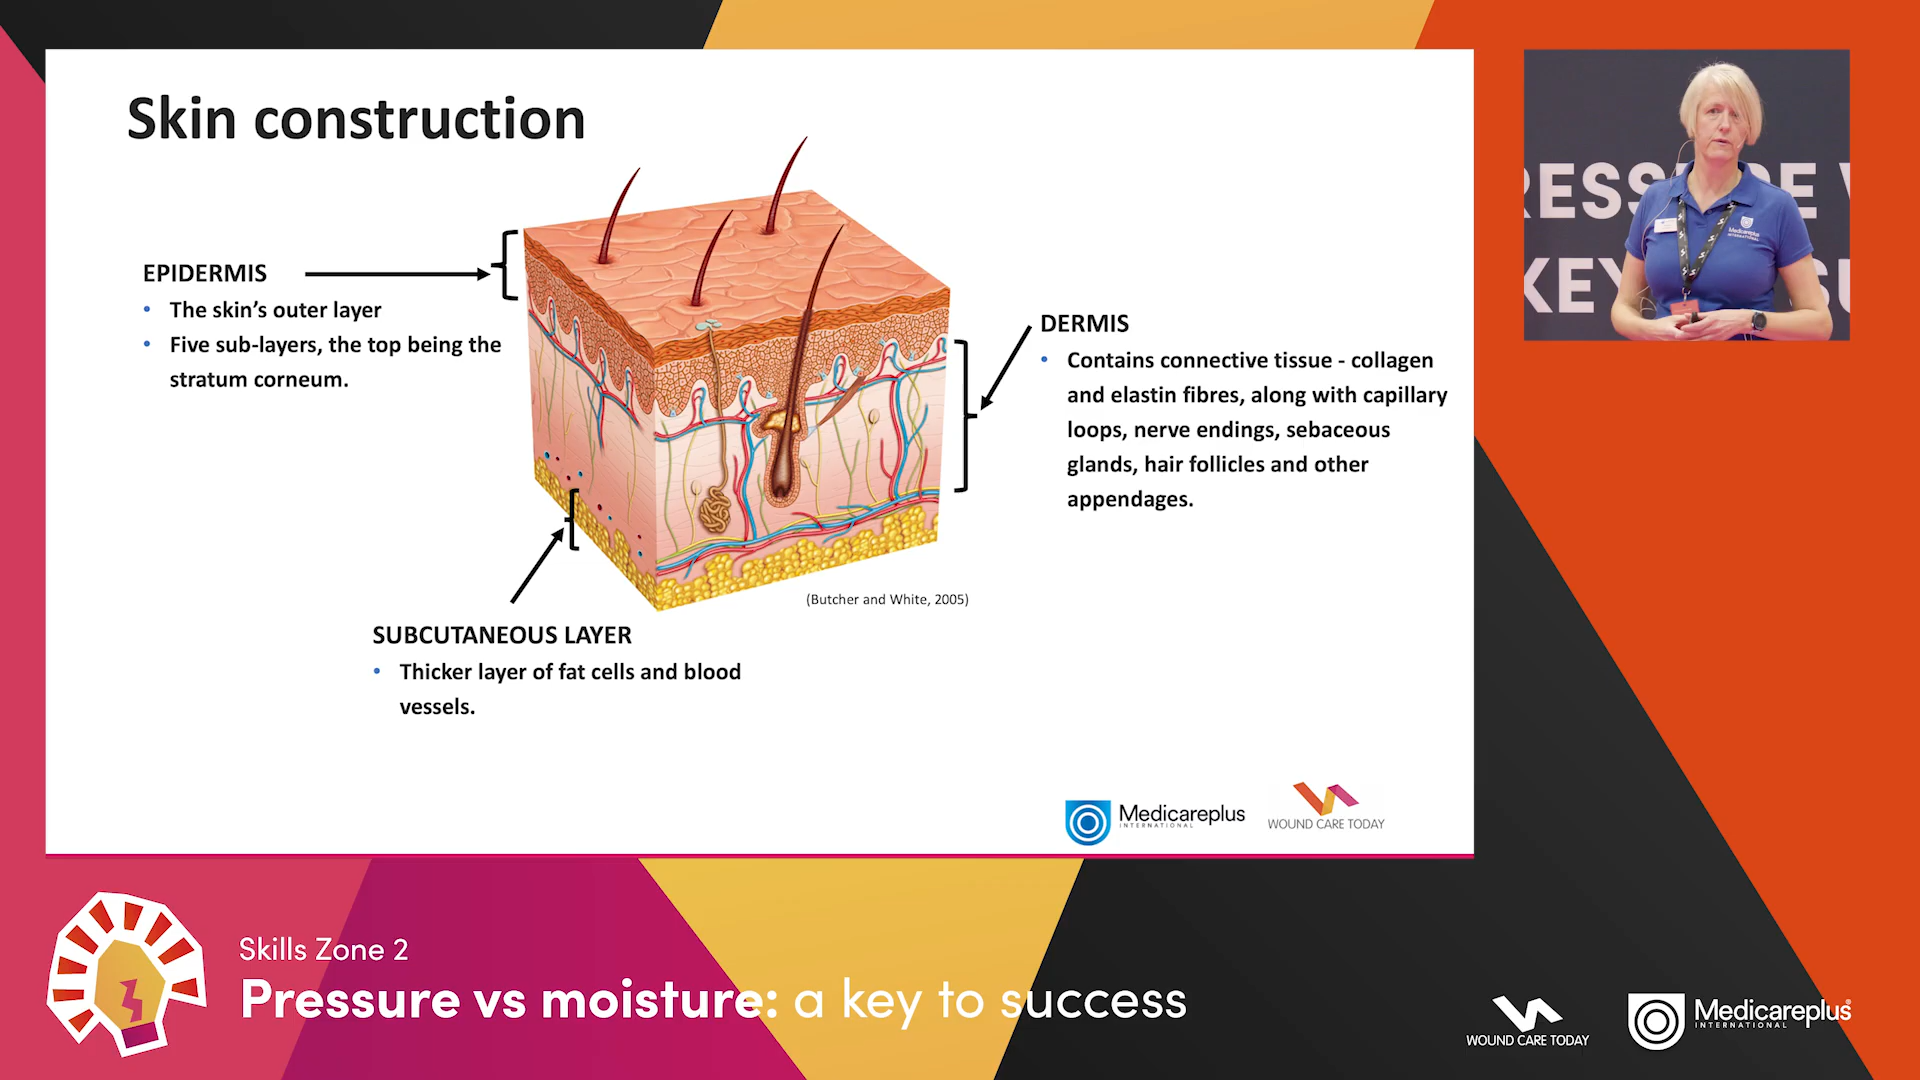 Skin construction
EPIDERMIS
• The skin’s outer layer
• Five sub-layers, the top being the
stratum corneum.
DERMIS
• Contains connective tissue - collagen
and elastin fibres, along with capillary
loops, nerve endings, sebaceous
glands, hair follicles and other
appendages.
(Butcher and White, 2005)
SUBCUTANEOUS LAYER
• Thicker layer of fat cells and blood
vessels.
Medicareplus
INTERNATIONAL
WOUND CARE TODAY
Medicareplus
INTERNATIONAL
Skills Zone 2
Pressure vs moisture: a key to success
WOUND CARE TODAY
Medicareplus®
INTERNATIONAL